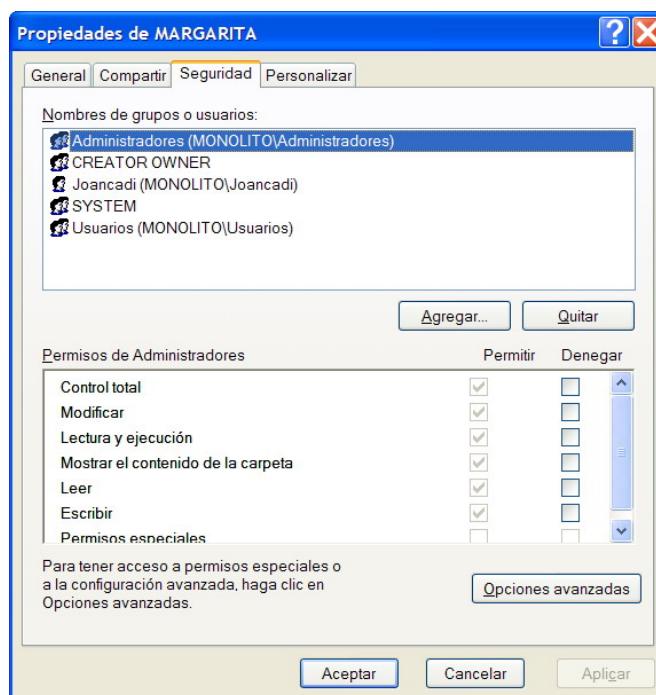 Propiedades de MARGARITA
General Compartir Seguridad Personalizar
Nombres de grupos o usuarios:
Administradores (MONOLITO\Administradores)
CREATOR OWNER
Joancadi (MONOLITO\Joancadi)
SYSTEM
Usuarios (MONOLITO\Usuarios)
Agregar... Quitar
Permisos de Administradores Permitir Denegar
Control total
Modificar
Lectura y ejecución
Mostrar el contenido de la carpeta
Leer
Escribir
Permisos especiales
Para tener acceso a permisos especiales o
a la configuración avanzada, haga clic en
Opciones avanzadas.
Opciones avanzadas
Aceptar Cancelar Aplicar